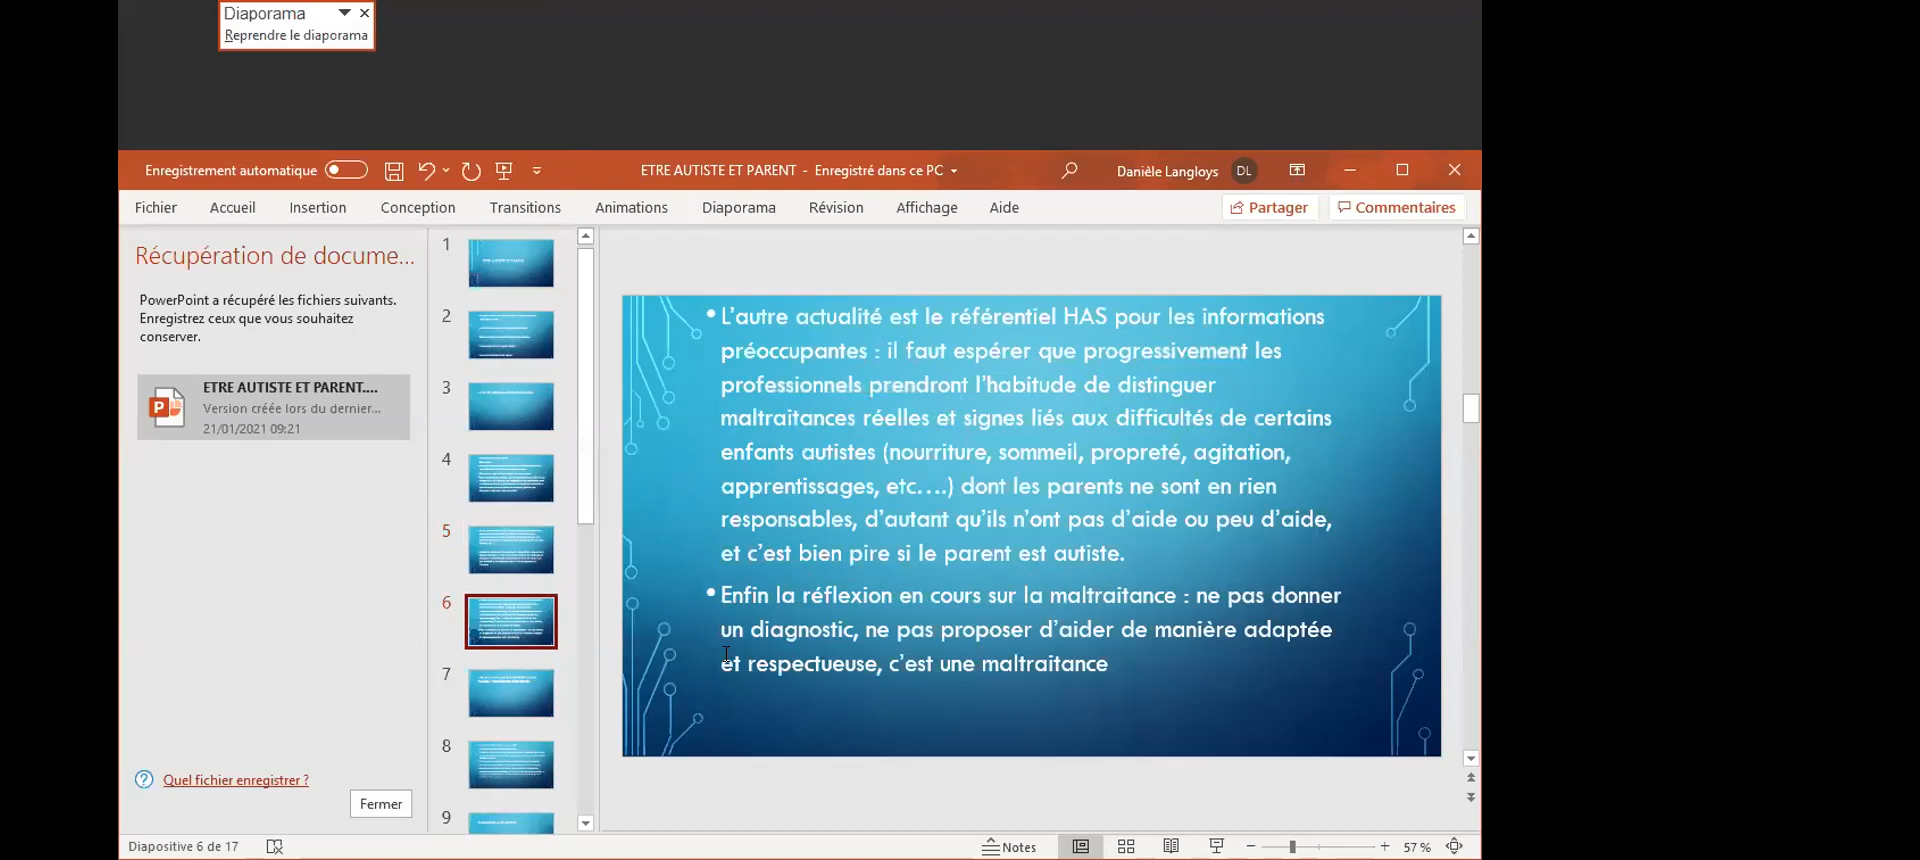 Diaporama
Reprendre le diaporama
Enregistrement automatique
ETRE AUTISTE ET PARENT - Enregistré dans ce PC
Danièle Langloys DL
Fichier Accueil Insertion Conception Transitions Animations Diaporama Révision Affichage Aide Partager Commentaires
Récupération de docume...
PowerPoint a récupéré les fichiers suivants.
Enregistrez ceux que vous souhaitez
conserver.
ETRE AUTISTE ET PARENT....
Version créée lors du dernier...
21/01/2021 09:21
Quel fichier enregistrer ?
Fermer
1
2
3
4
5
6
7
8
9
• L'autre actualité est le référentiel HAS pour les informations
préoccupantes : il faut espérer que progressivement les
professionnels prendront l'habitude de distinguer
maltraitances réelles et signes liés aux difficultés de certains
enfants autistes (nourriture, sommeil, propreté, agitation,
apprentissages, etc....) dont les parents ne sont en rien
responsables, d'autant qu'ils n'ont pas d'aide ou peu d'aide,
et c'est bien pire si le parent est autiste.
• Enfin la réflexion en cours sur la maltraitance : ne pas donner
un diagnostic, ne pas proposer d'aider de manière adaptée
et respectueuse, c'est une maltraitance
Diapositive 6 de 17
Notes
57 %